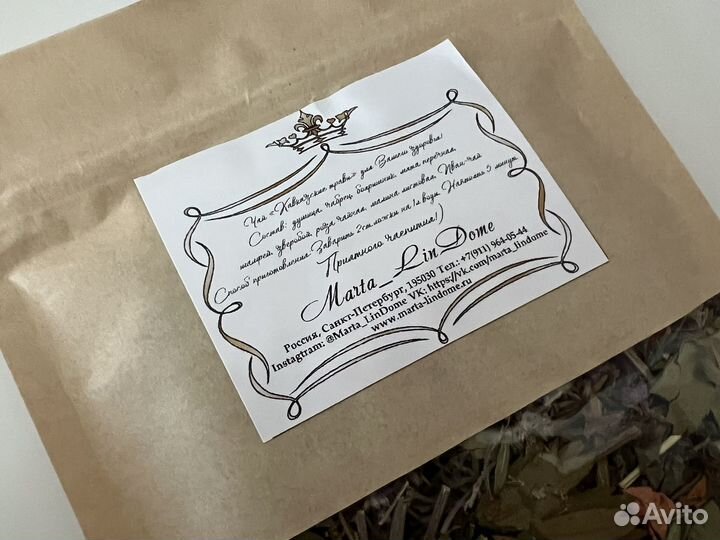 Чай «Кавказские травы» для Вашего здоровья!
Состав: душица, чабрец, боярышник, мята перечная,
шалфей, зверобой, роза чайная, малина листовая, Иван-чай
Способ приготовления: Заварить 2ст.ложки на 1л воды. Настоять 5 минут
Приятного чаепития!
Marta_LinDome
Россия, Санкт-Петербург, 195030 Тел.: +7(911) 964-05-44
Instagram: @Marta_LinDome VK: https://vk.com/marta_lindome
www.marta-lindome.ru
Avito